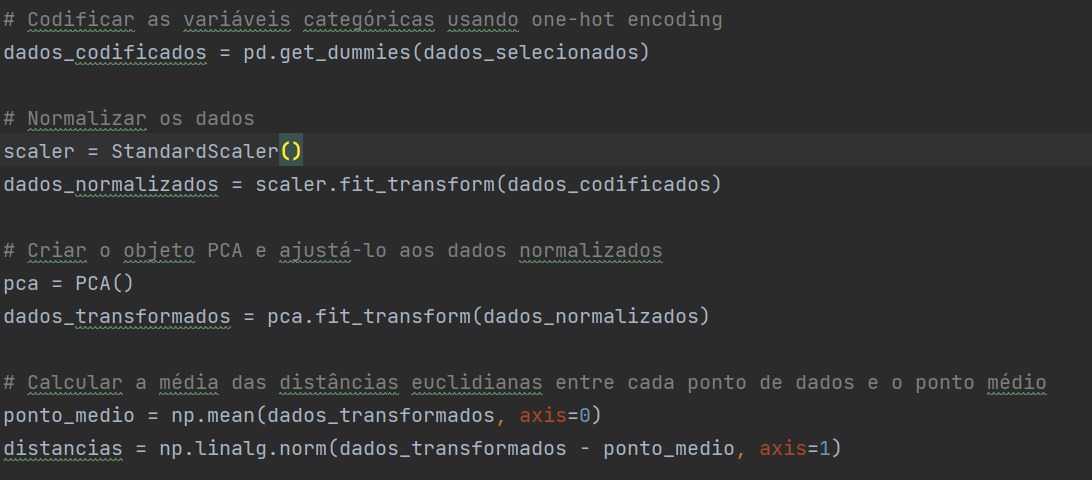 # Codificar as variáveis categóricas usando one-hot encoding
dados_codificados = pd.get_dummies(dados_selecionados)
# Normalizar os dados
scaler = StandardScaler()
dados_normalizados = scaler.fit_transform(dados_codificados)
# Criar o objeto PCA e ajustá-lo aos dados normalizados
pca = PCA()
dados_transformados = pca.fit_transform(dados_normalizados)
# Calcular a média das distâncias euclidianas entre cada ponto de dados e o ponto médio
ponto_medio = np.mean(dados_transformados, axis=0)
distancias = np.linalg.norm(dados_transformados - ponto_medio, axis=1)